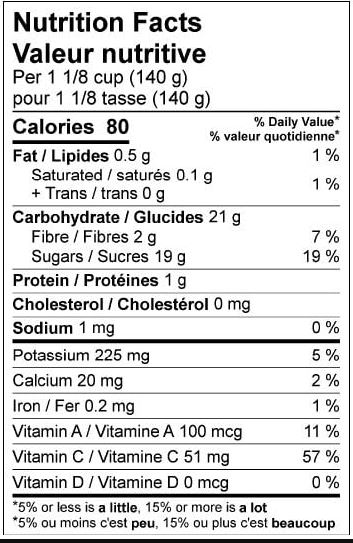 Nutrition Facts
Valeur nutritive
Per 1 1/8 cup (140 g)
pour 1 1/8 tasse (140 g)
Calories 80 % Daily Value*
% valeur quotidienne*
Fat / Lipides 0.5 g 1 %
Saturated / saturés 0.1 g
+ Trans / trans 0 g 1 %
Carbohydrate / Glucides 21 g
Fibre / Fibres 2 g 7 %
Sugars / Sucres 19 g 19 %
Protein / Protéines 1 g
Cholesterol / Cholestérol 0 mg
Sodium 1 mg 0 %
Potassium 225 mg 5 %
Calcium 20 mg 2 %
Iron / Fer 0.2 mg 1 %
Vitamin A / Vitamine A 100 mcg 11 %
Vitamin C / Vitamine C 51 mg 57 %
Vitamin D / Vitamine D 0 mcg 0 %
*5% or less is a little, 15% or more is a lot
*5% ou moins c'est peu, 15% ou plus c'est beaucoup